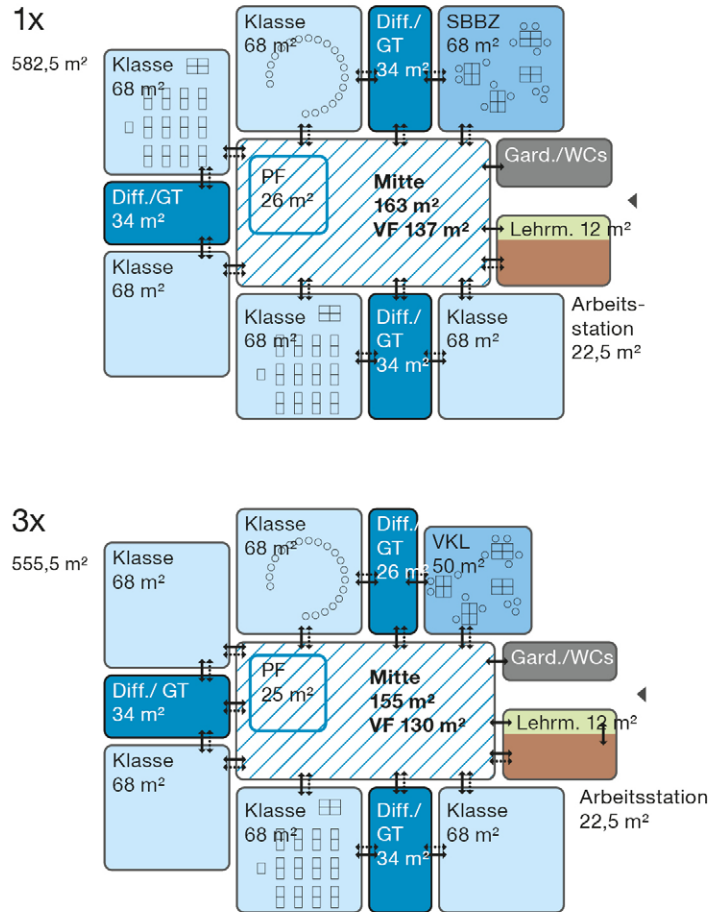 1x
582,5 m²
Klasse
68 m²
Klasse
68 m²
Diff./
GT
34 m²
SBBZ
68 m²
Gard./WCs
PF
26 m²
Mitte
163 m²
VF 137 m²
Diff./GT
34 m²
Lehrm. 12 m²
Klasse
68 m²
Klasse
68 m²
Diff./
GT
34 m²
Klasse
68 m²
Arbeits-
station
22,5 m²
3x
555,5 m²
Klasse
68 m²
Klasse
68 m²
Diff./
GT
26 m²
VKL
50 m²
Gard./WCs
PF
25 m²
Mitte
155 m²
VF 130 m²
Diff./ GT
34 m²
Lehrm. 12 m²
Klasse
68 m²
Klasse
68 m²
Diff./
GT
34 m²
Klasse
68 m²
Arbeitsstation
22,5 m²